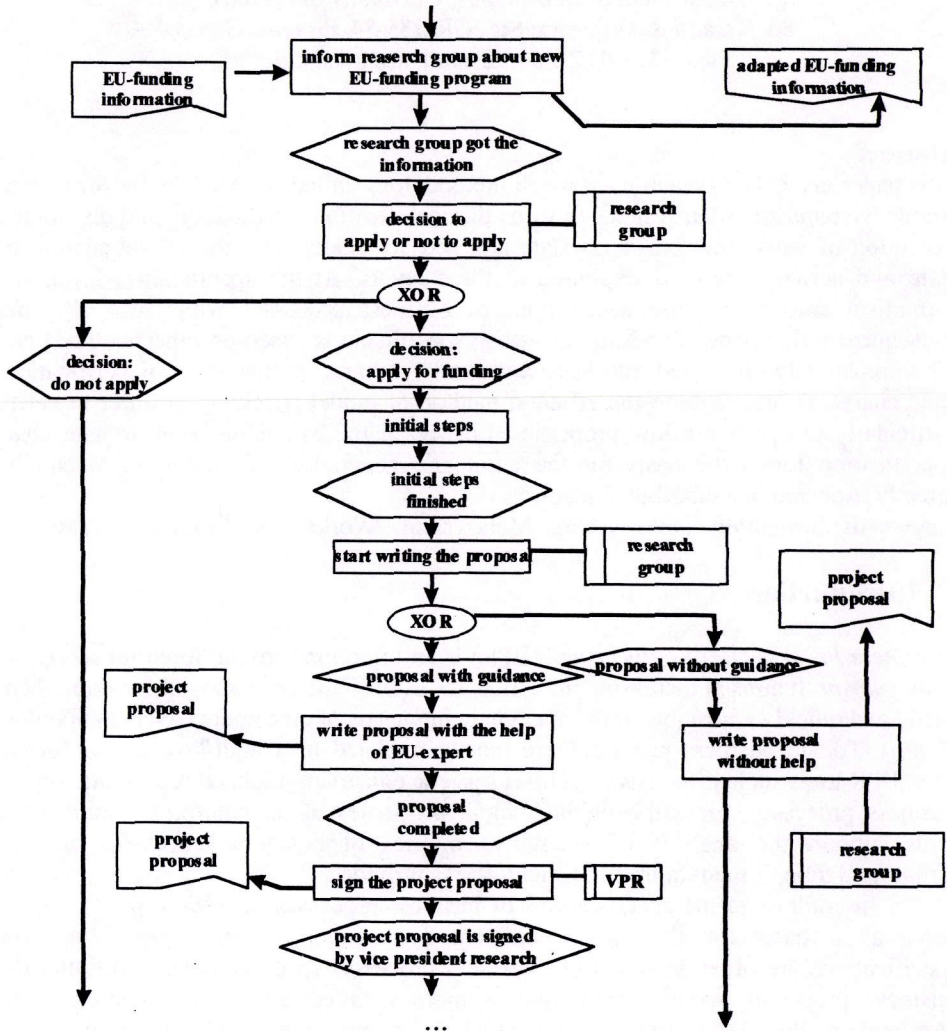 inform reaserch group about new
EU-funding program
EU-funding
information
adapted EU-funding
information
research group got the
information
decision to
apply or not to apply
research
group
XOR
decision:
do not apply
decision:
apply for funding
initial steps
initial steps
finished
start writing the proposal
research
group
project
proposal
XOR
proposal with guidance
proposal without guidance
project
proposal
write proposal with the help
of EU-expert
write proposal
without help
proposal
completed
project
proposal
sign the project proposal
VPR
research
group
project proposal is signed
by vice president research
...